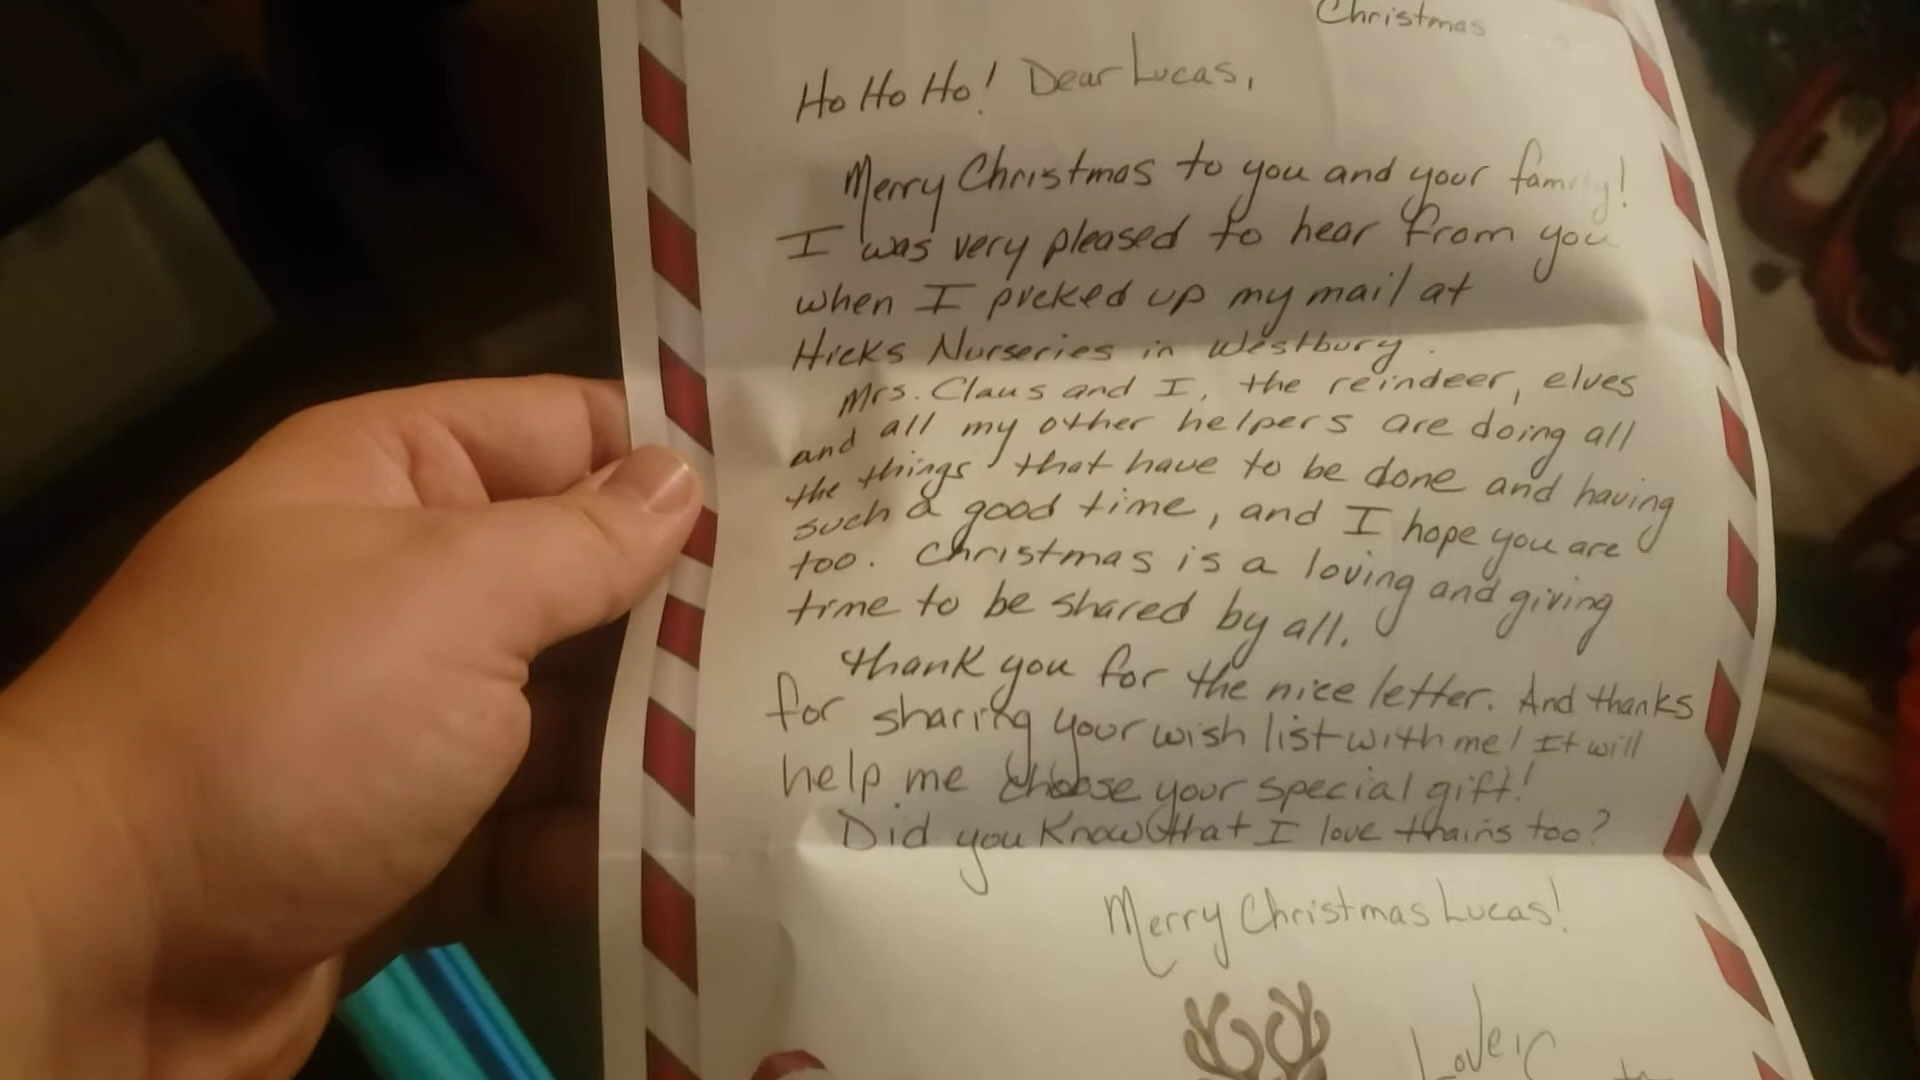 Christmas
Ho Ho Ho! Dear Lucas,
Merry Christmas to you and your family!
I was very pleased to hear from you
when I picked up my mail at
Hicks Nurseries in Westbury.
Mrs. Claus and I, the reindeer, elves
and all my other helpers are doing all
the things that have to be done and having
such a good time, and I hope you are
too. Christmas is a loving and giving
time to be shared by all.
Thank you for the nice letter. And thanks
for sharing your wish list with me! It will
help me choose your special gift!
Did you Know that I love trains too?
Merry Christmas Lucas!
Love,